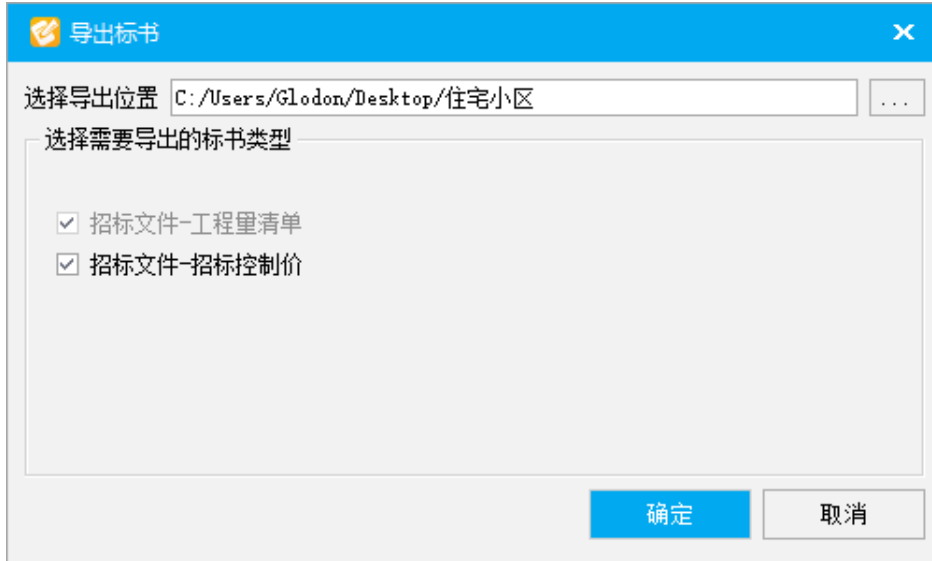 导出标书
选择导出位置 C:/Users/Glodon/Desktop/住宅小区 ...
选择需要导出的标书类型
招标文件-工程量清单
招标文件-招标控制价
确定 取消